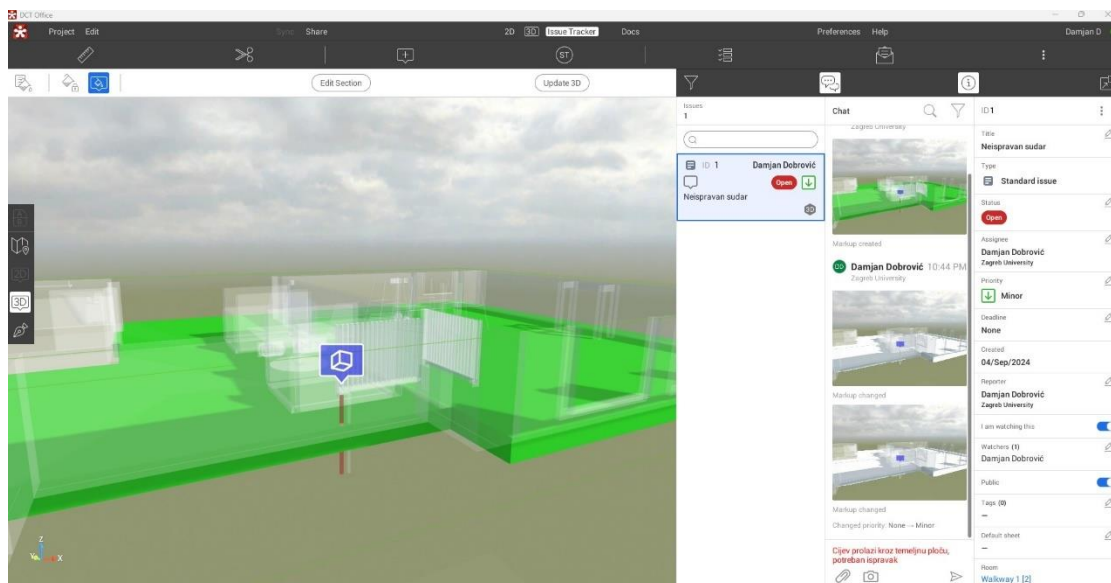 DCT Office
Project Edit Sync Share 2D 3D Issue Tracker Docs Preferences Help Damjan D
ST
Edit Section Update 3D
3D
Z
X
Issues
1
ID 1 Damjan Dobrović
Open
Neispravan sudar
3D
Chat
Zagreb University
Markup created
DD Damjan Dobrović 10:44 PM
Zagreb University
Markup changed
Markup changed
Changed priority: None → Minor
Cijev prolazi kroz temeljnu ploču,
potreban ispravak
ID 1
Title
Neispravan sudar
Type
Standard issue
Status
Open
Assignee
Damjan Dobrović
Zagreb University
Priority
Minor
Deadline
None
Created
04/Sep/2024
Reporter
Damjan Dobrović
Zagreb University
I am watching this
Watchers (1)
Damjan Dobrović
Public
Tags (0)
–
Default sheet
–
Room
Walkway 1 [2]